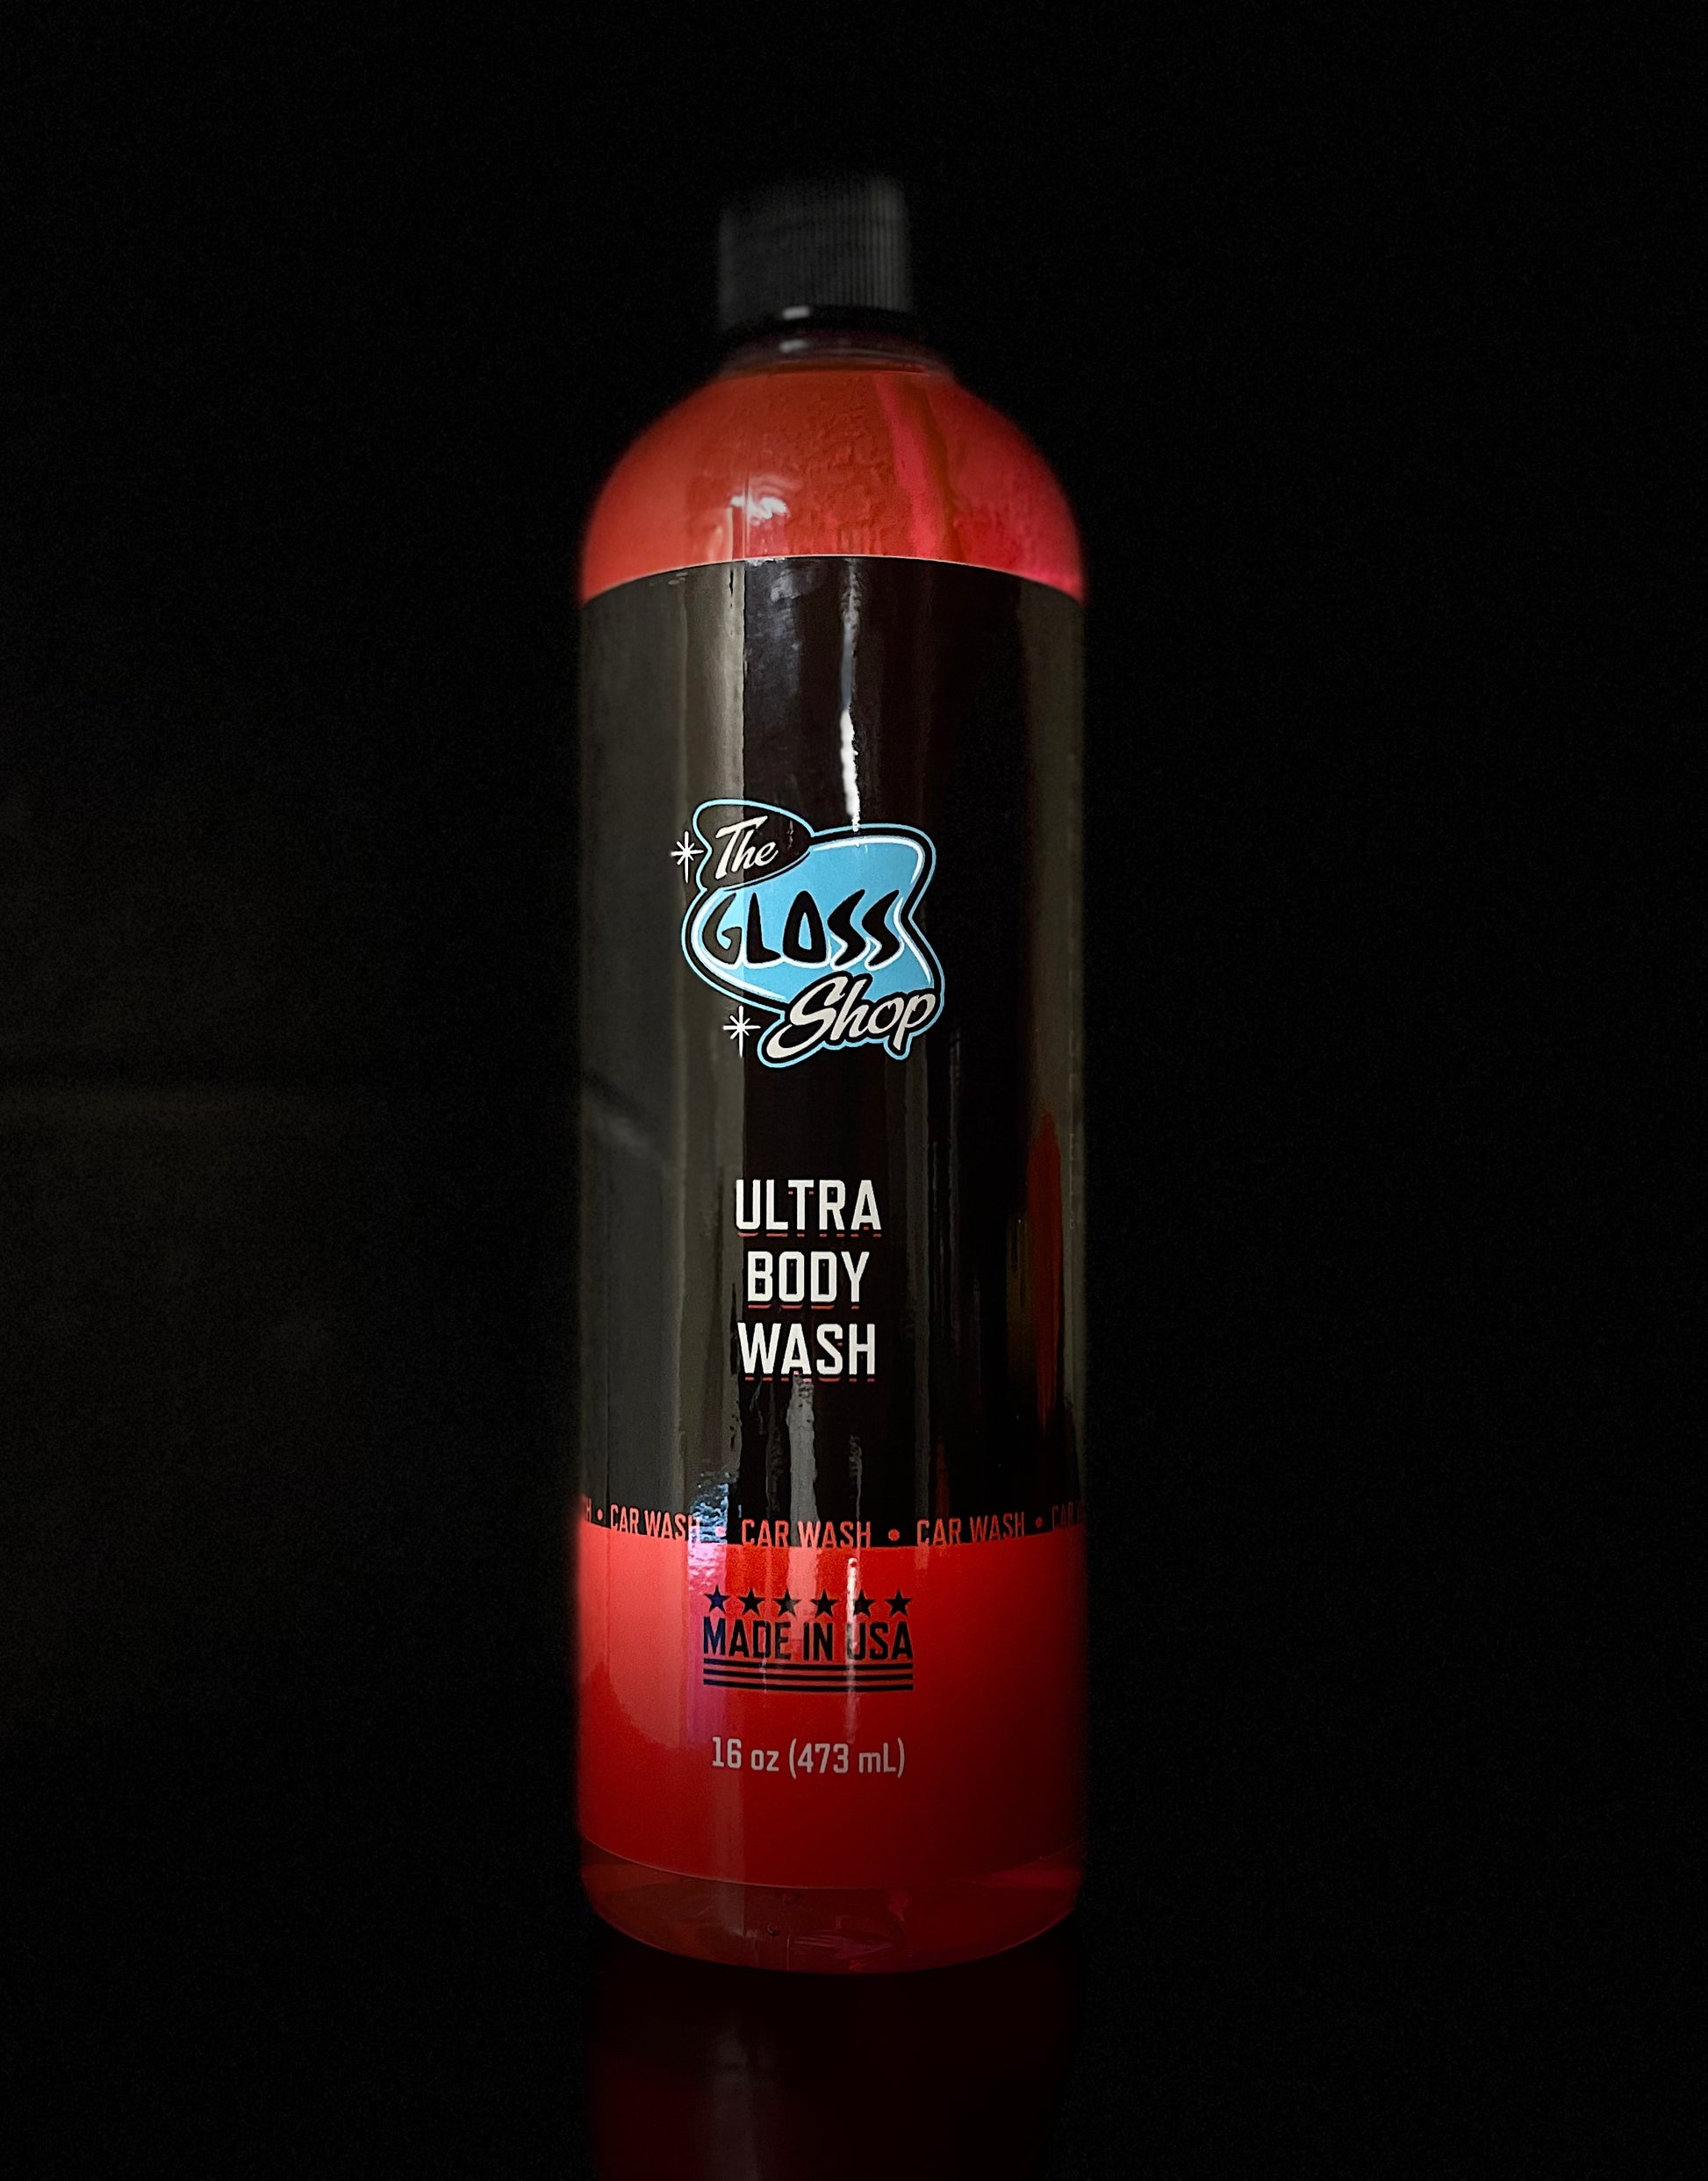 The
GLOSS
Shop
ULTRA
BODY
WASH
H • CAR WASH • CAR WASH • CAR WASH • CAR
MADE IN USA
16 oz (473 mL)